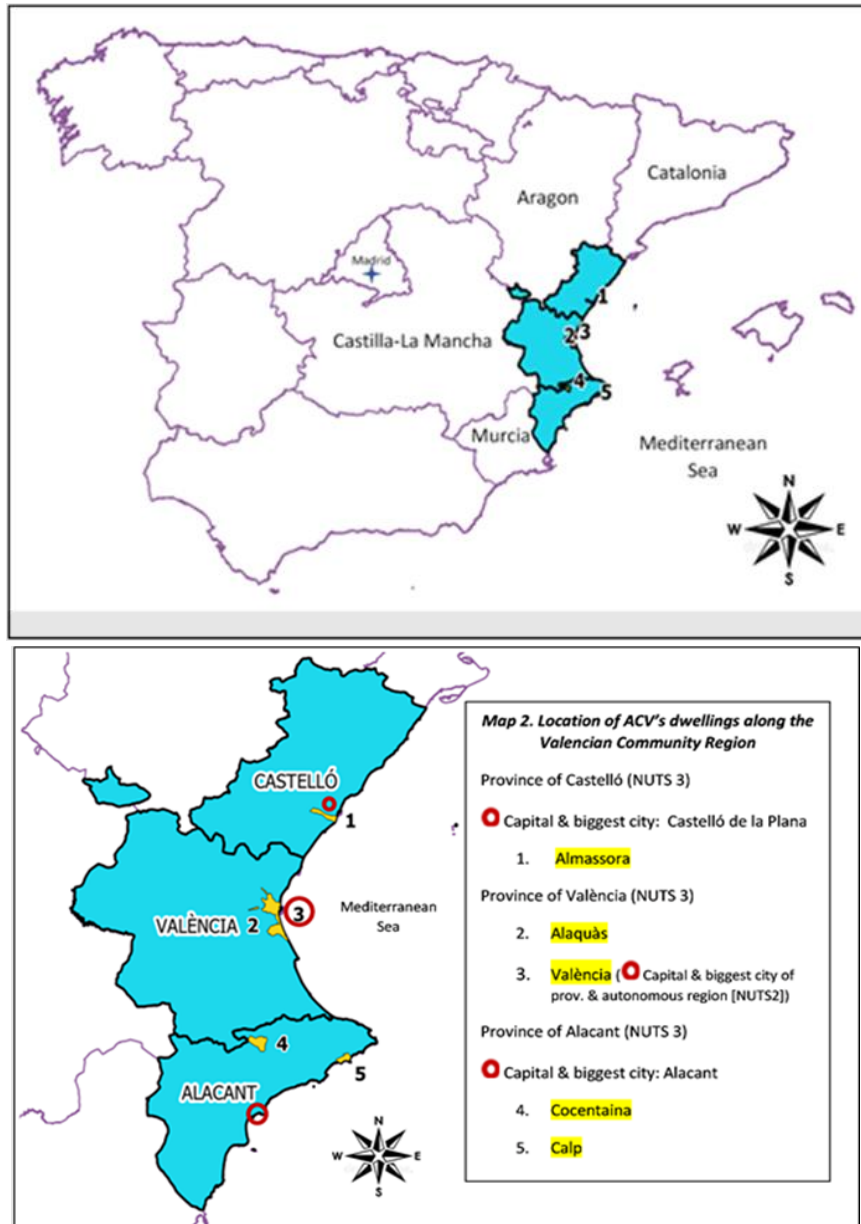 Catalonia
Aragon
Madrid
1
Castilla-La Mancha
2 3
4
5
Murcia
Mediterranean
Sea
N
W E
S
CASTELLÓ
1
VALÈNCIA 2
3
Mediterranean
Sea
4
5
ALACANT
N
W E
S
Map 2. Location of ACV's dwellings along the
Valencian Community Region
Province of Castelló (NUTS 3)
Capital & biggest city: Castelló de la Plana
1. Almassora
Province of València (NUTS 3)
2. Alaquàs
3. València ( Capital & biggest city of
prov. & autonomous region [NUTS2])
Province of Alacant (NUTS 3)
Capital & biggest city: Alacant
4. Cocentaina
5. Calp